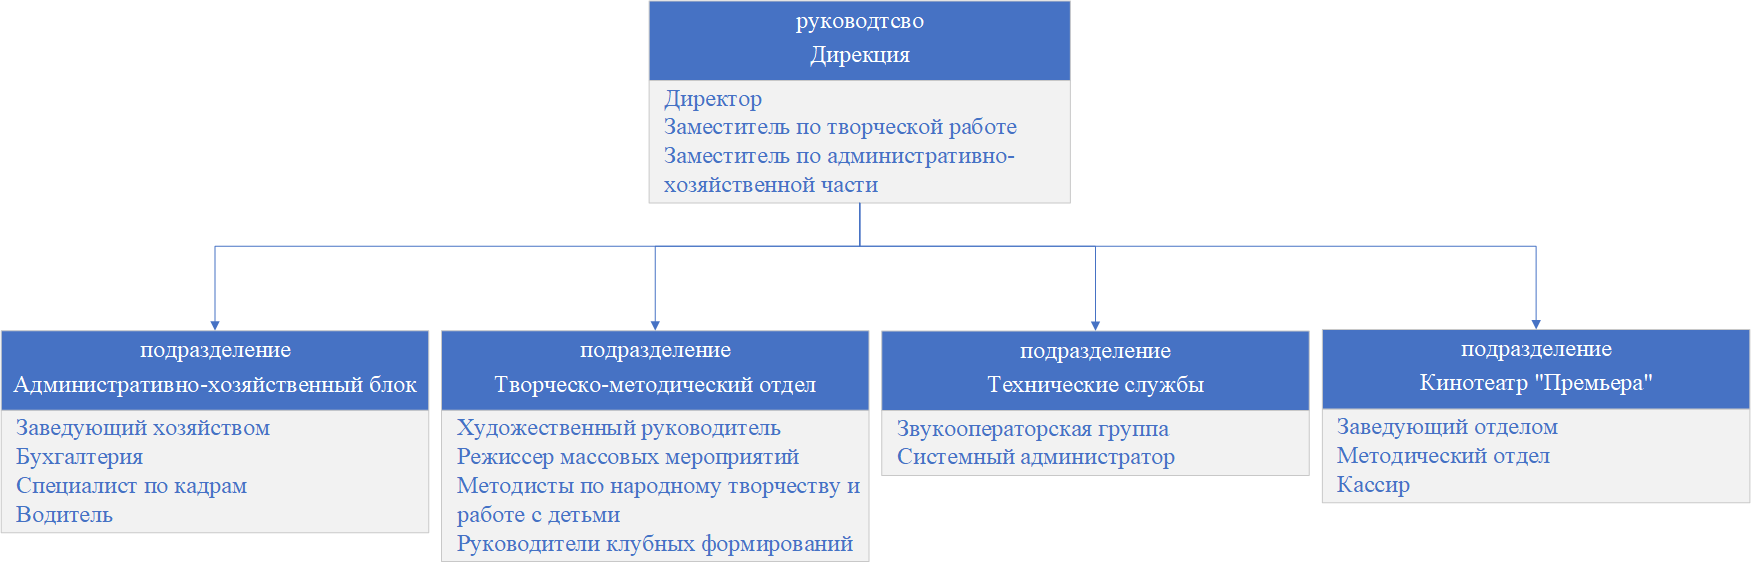 руководтсво
Дирекция
Директор
Заместитель по творческой работе
Заместитель по административно-
хозяйственной части
подразделение
Административно-хозяйственный блок
Заведующий хозяйством
Бухгалтерия
Специалист по кадрам
Водитель
подразделение
Творческо-методический отдел
Художественный руководитель
Режиссер массовых мероприятий
Методисты по народному творчеству и
работе с детьми
Руководители клубных формирований
подразделение
Технические службы
Звукооператорская группа
Системный администратор
подразделение
Кинотеатр "Премьера"
Заведующий отделом
Методический отдел
Кассир